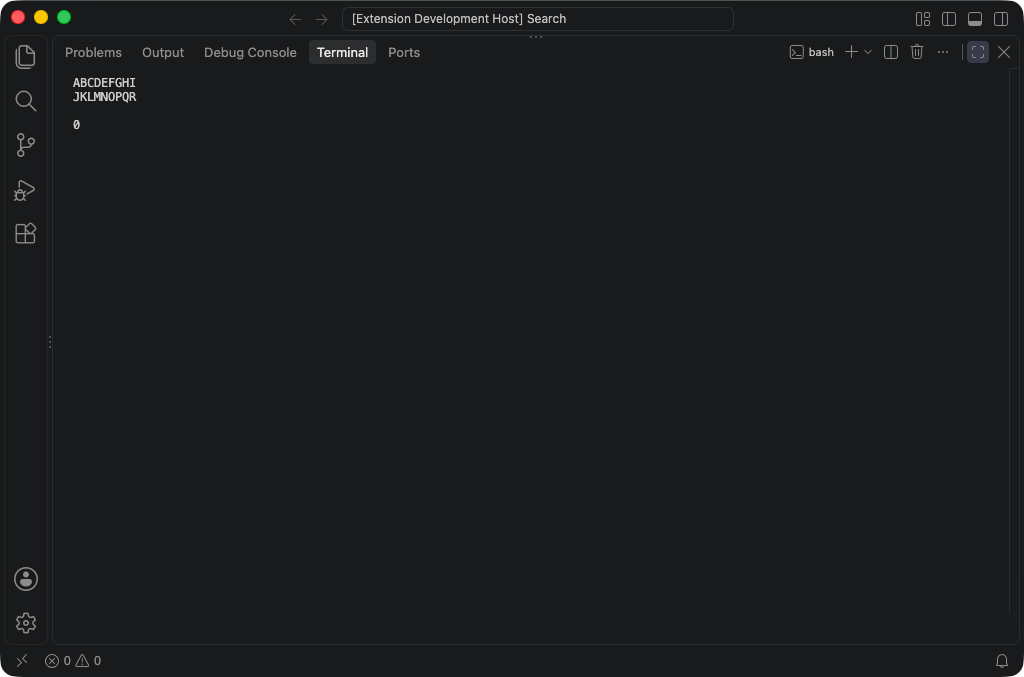 [Extension Development Host] Search
Problems Output Debug Console Terminal Ports bash
ABCDEFGHI
JKLMNOPQR
0
0 0